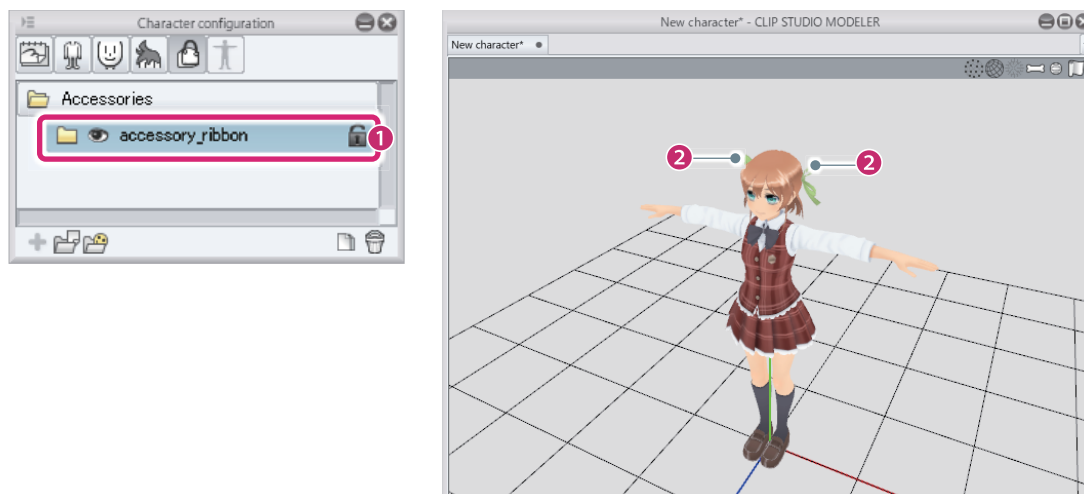 Character configuration
Accessories
accessory_ribbon
1
New character* - CLIP STUDIO MODELER
New character*
2
2